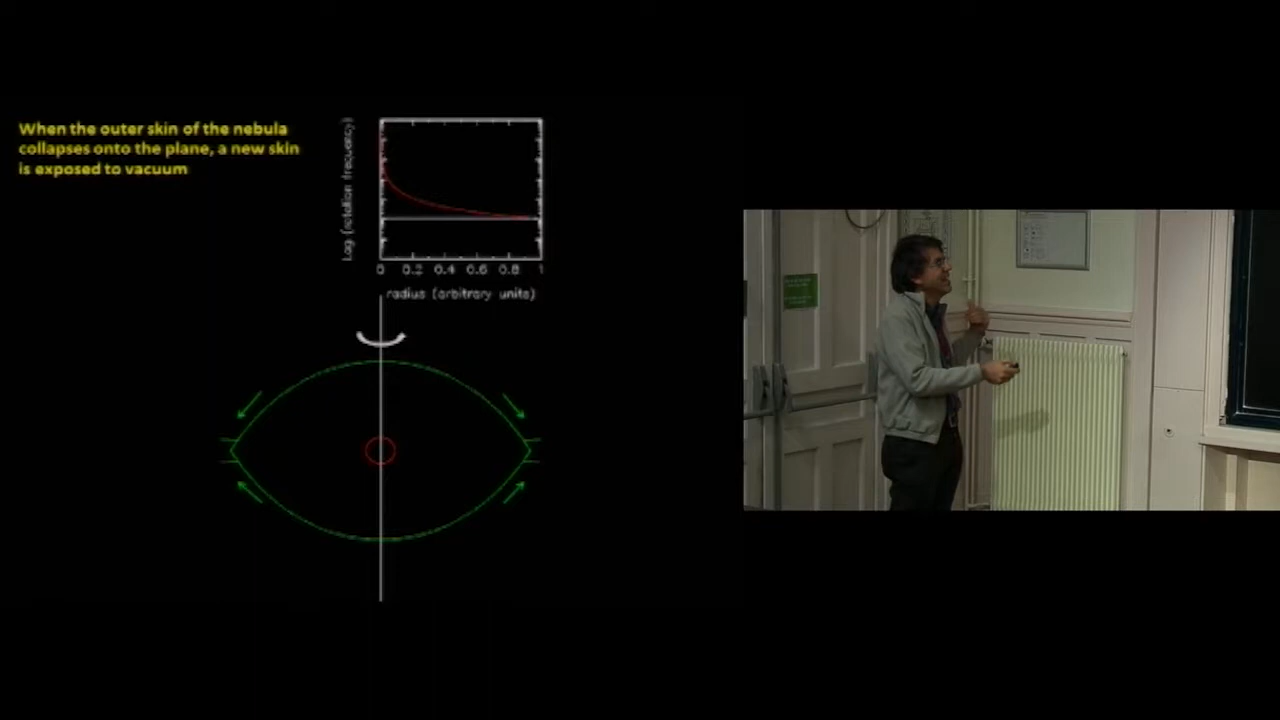 When the outer skin of the nebula
collapses onto the plane, a new skin
is exposed to vacuum
Log (rotation frequency)
0 0.2 0.4 0.6 0.8 1
radius (arbitrary units)